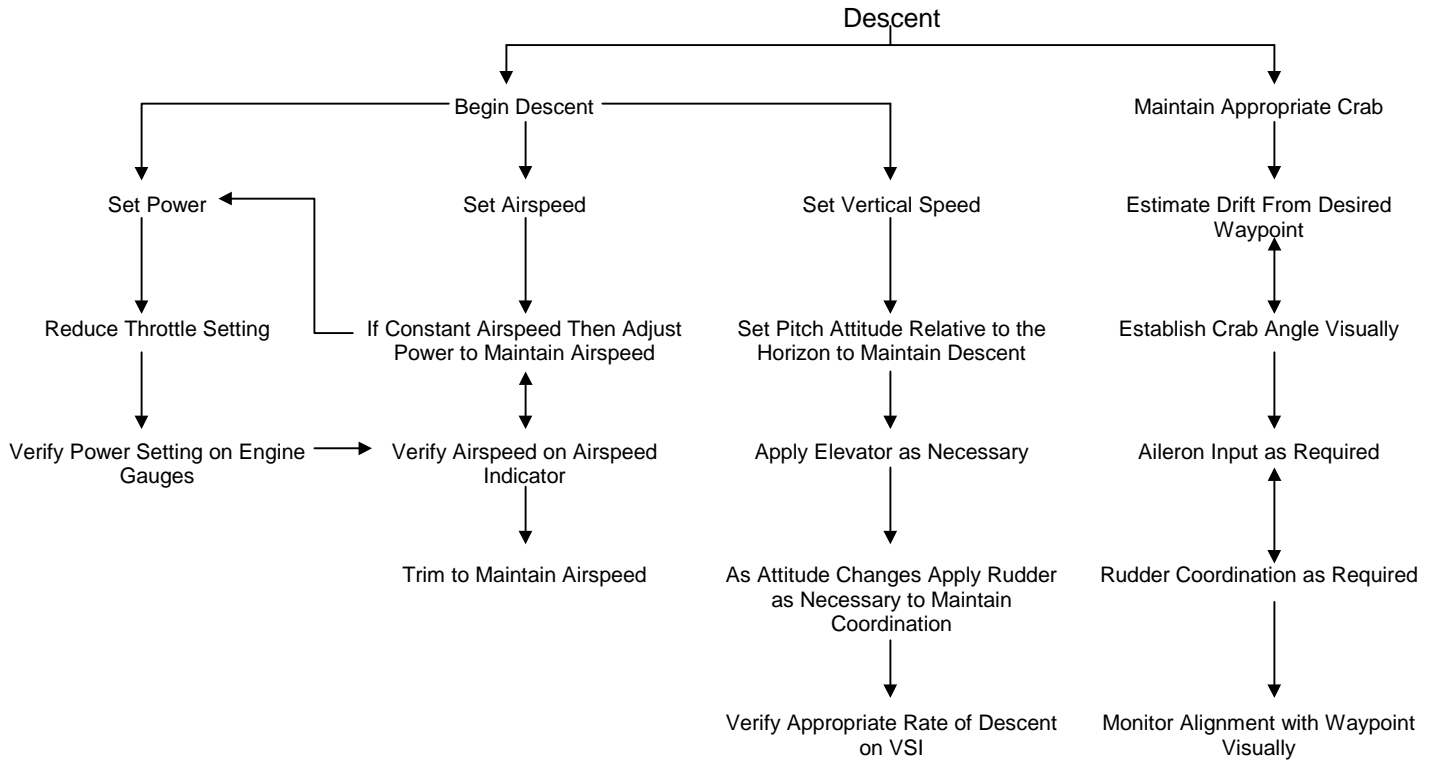 Descent
Begin Descent
Maintain Appropriate Crab
Set Power
Set Airspeed
Set Vertical Speed
Estimate Drift From Desired
Waypoint
Reduce Throttle Setting
If Constant Airspeed Then Adjust
Power to Maintain Airspeed
Set Pitch Attitude Relative to the
Horizon to Maintain Descent
Establish Crab Angle Visually
Verify Power Setting on Engine
Gauges
Verify Airspeed on Airspeed
Indicator
Apply Elevator as Necessary
Aileron Input as Required
Trim to Maintain Airspeed
As Attitude Changes Apply Rudder
as Necessary to Maintain
Coordination
Rudder Coordination as Required
Verify Appropriate Rate of Descent
on VSI
Monitor Alignment with Waypoint
Visually